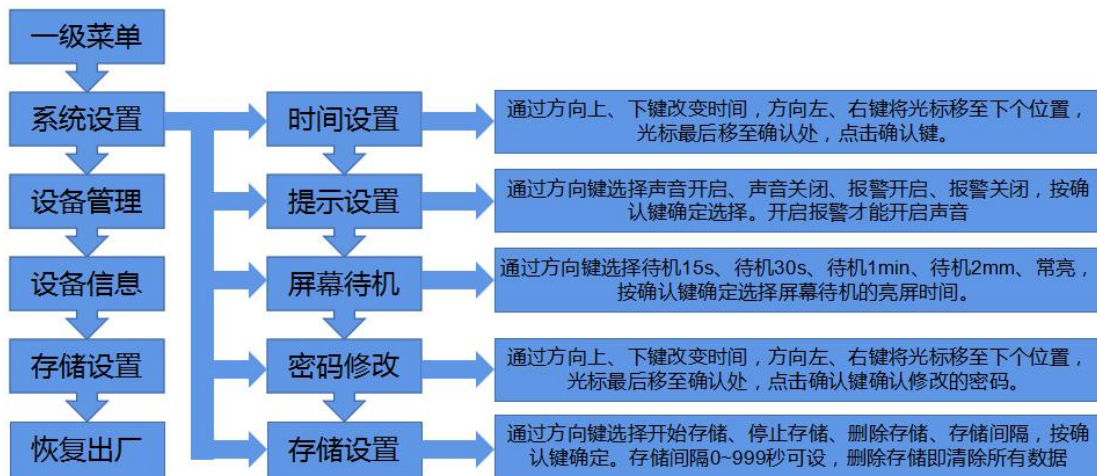 一级菜单
系统设置
时间设置
通过方向上、下键改变时间，方向左、右键将光标移至下个位置，
光标最后移至确认处，点击确认键。
设备管理
提示设置
通过方向键选择声音开启、声音关闭、报警开启、报警关闭，按确
认键确定选择。开启报警才能开启声音
设备信息
屏幕待机
通过方向键选择待机15s、待机30s、待机1min、待机2mm、常亮，
按确认键确定选择屏幕待机的亮屏时间。
存储设置
密码修改
通过方向上、下键改变时间，方向左、右键将光标移至下个位置，
光标最后移至确认处，点击确认键确认修改的密码。
恢复出厂
存储设置
通过方向键选择开始存储、停止存储、删除存储、存储间隔，按确
认键确定。存储间隔0~999秒可设，删除存储即清除所有数据